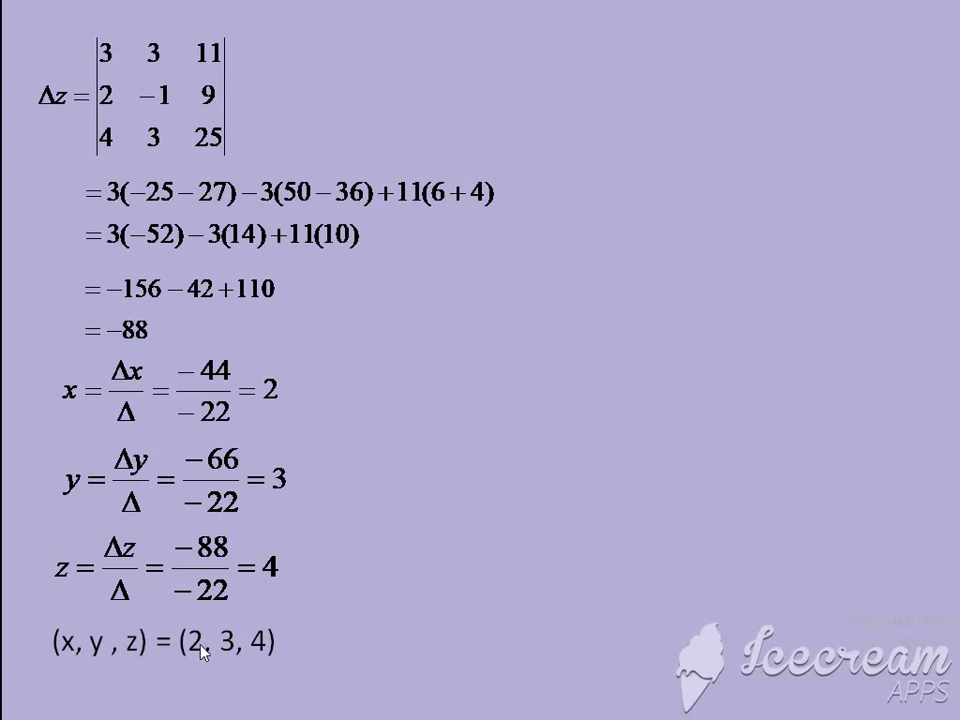 Δz = | 3 3 11 |
| 2 −1 9 |
| 4 3 25 |
= 3(−25 − 27) − 3(50 − 36) + 11(6 + 4)
= 3(−52) − 3(14) + 11(10)
= −156 − 42 + 110
= −88
x = Δx/Δ = −44/−22 = 2
y = Δy/Δ = −66/−22 = 3
z = Δz/Δ = −88/−22 = 4
(x, y , z) = (2, 3, 4)
Icecream
APPS